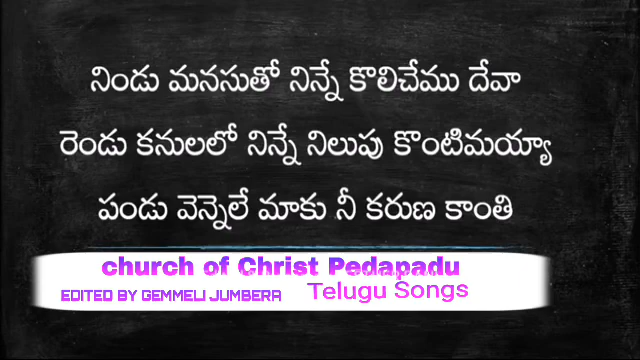 నిండు మనసుతో నిన్నే కొలిచేము దేవా
రెండు కనులలో నిన్నే నిలుపు కొంటిమయ్యా
పండు వెన్నెలే మాకు నీ కరుణ కాంతి
church of Christ Pedapadu
EDITED BY GEMMELI JUMBERA Telugu Songs